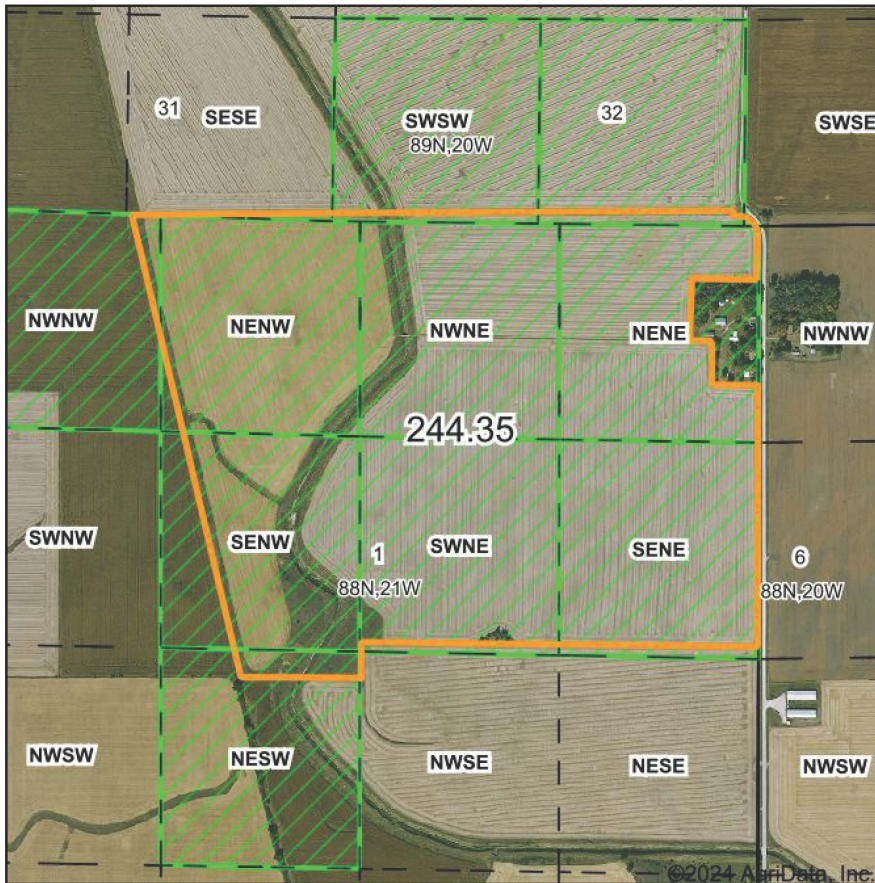 31
SESE
SWSW
32
SWSE
89N,20W
NWNW
NENW
NWNE
NENE
NWNW
244.35
SWNW
SENW
1
SWNE
SENE
6
88N,21W
88N,20W
NWSW
NESW
NWSE
NESE
NWSW
©2024 AgriData, Inc.